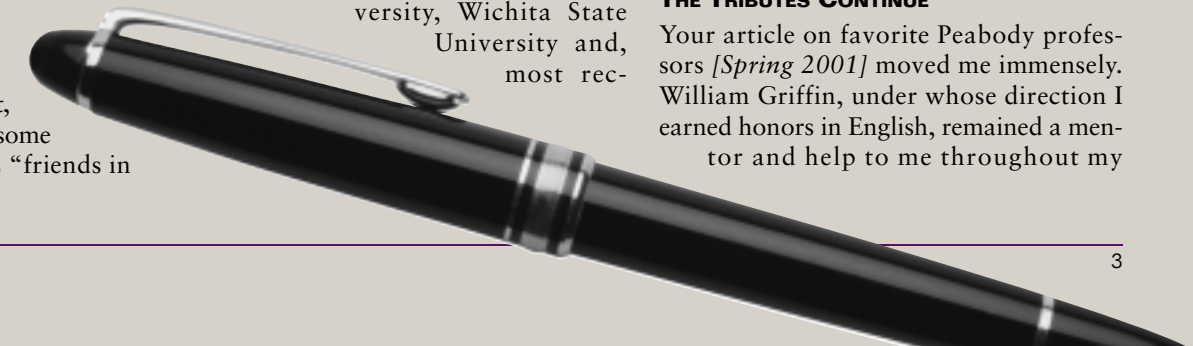 t,
some
“friends in
versity, Wichita State
University and,
most rec-
THE TRIBUTES CONTINUE
Your article on favorite Peabody profes-
sors [Spring 2001] moved me immensely.
William Griffin, under whose direction I
earned honors in English, remained a men-
tor and help to me throughout my
3